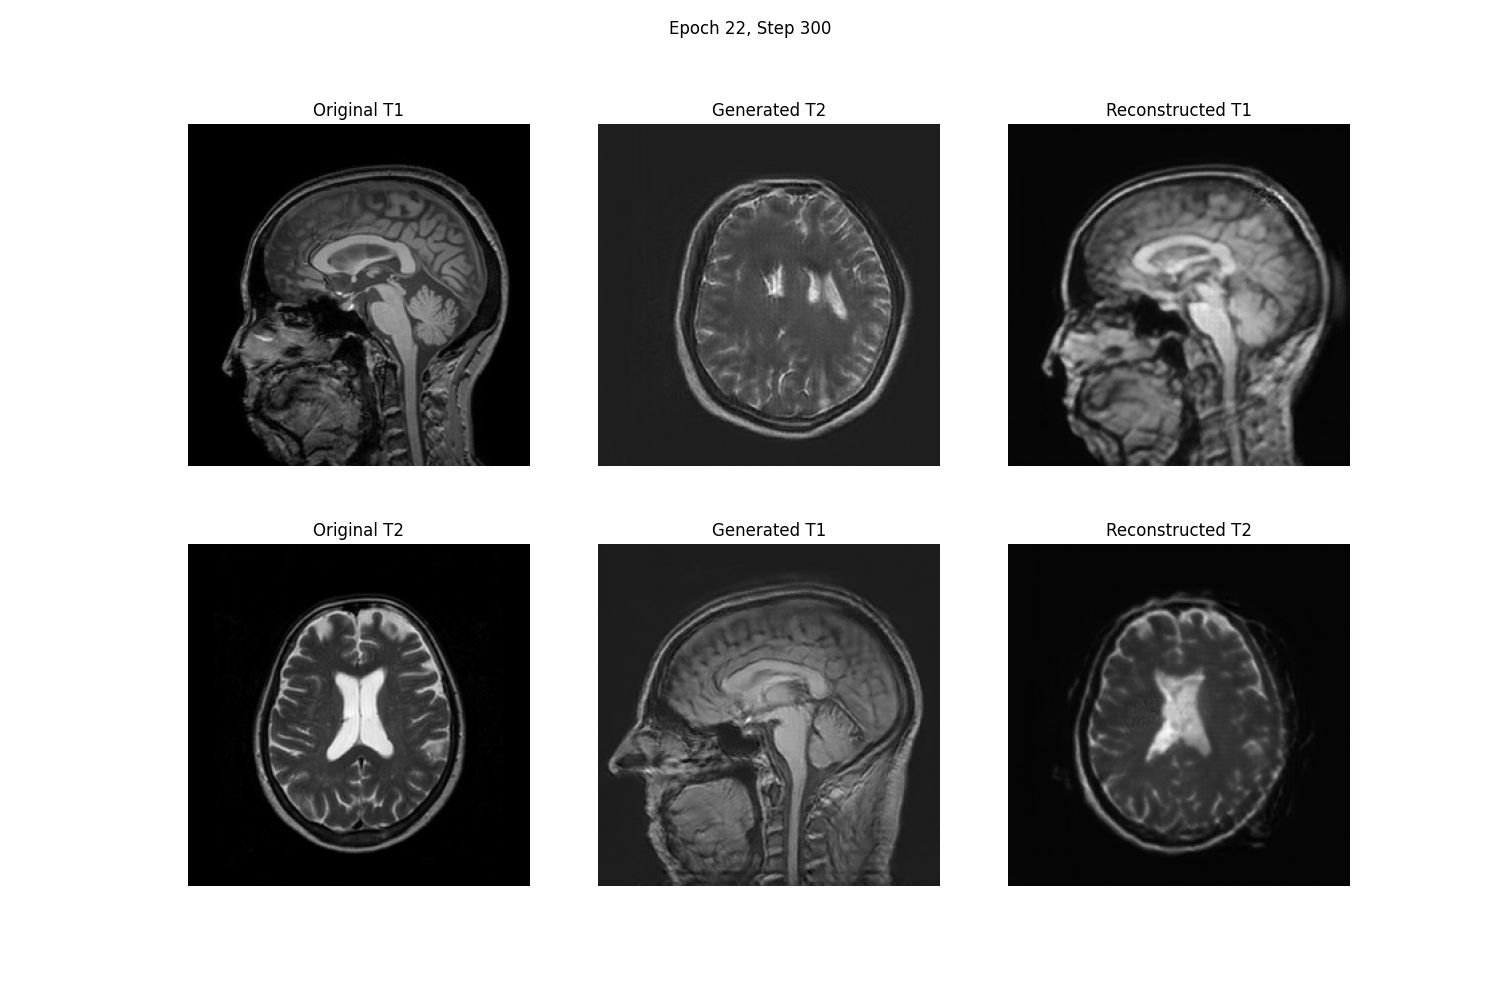 Epoch 22, Step 300
Original T1
Generated T2
Reconstructed T1
Original T2
Generated T1
Reconstructed T2